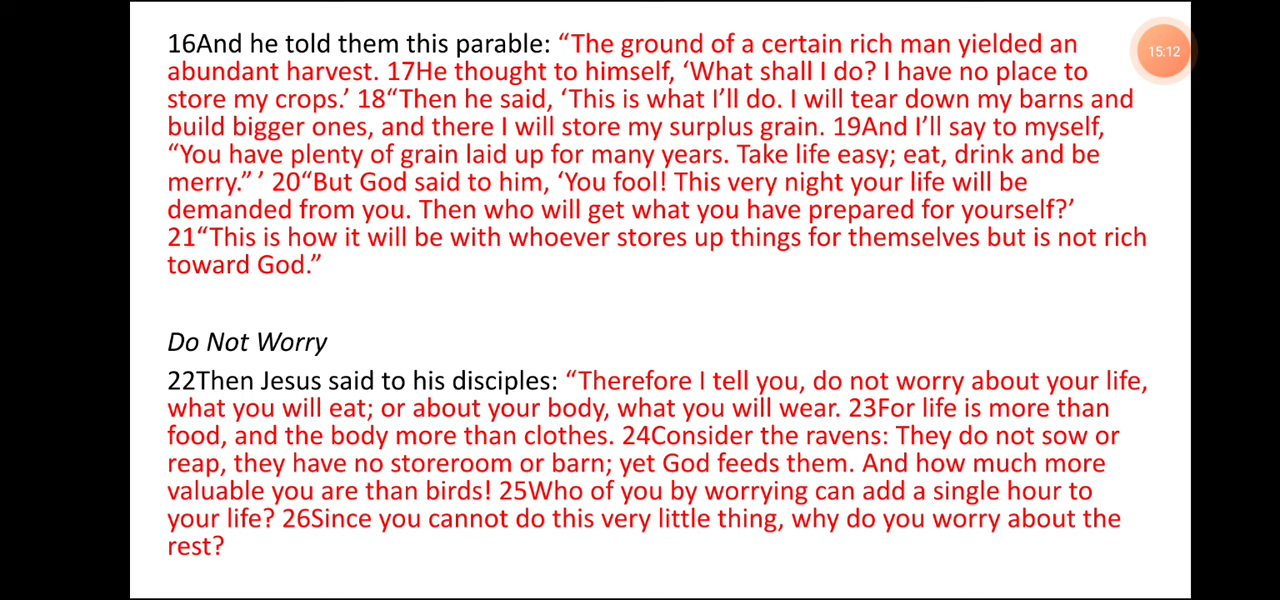 16And he told them this parable: “The ground of a certain rich man yielded an
15:12
abundant harvest. 17He thought to himself, ‘What shall I do? I have no place to
store my crops.’ 18“Then he said, ‘This is what I’ll do. I will tear down my barns and
build bigger ones, and there I will store my surplus grain. 19And I’ll say to myself,
“You have plenty of grain laid up for many years. Take life easy; eat, drink and be
merry.” ’ 20“But God said to him, ‘You fool! This very night your life will be
demanded from you. Then who will get what you have prepared for yourself?’
21“This is how it will be with whoever stores up things for themselves but is not rich
toward God.”
Do Not Worry
22Then Jesus said to his disciples: “Therefore I tell you, do not worry about your life,
what you will eat; or about your body, what you will wear. 23For life is more than
food, and the body more than clothes. 24Consider the ravens: They do not sow or
reap, they have no storeroom or barn; yet God feeds them. And how much more
valuable you are than birds! 25Who of you by worrying can add a single hour to
your life? 26Since you cannot do this very little thing, why do you worry about the
rest?